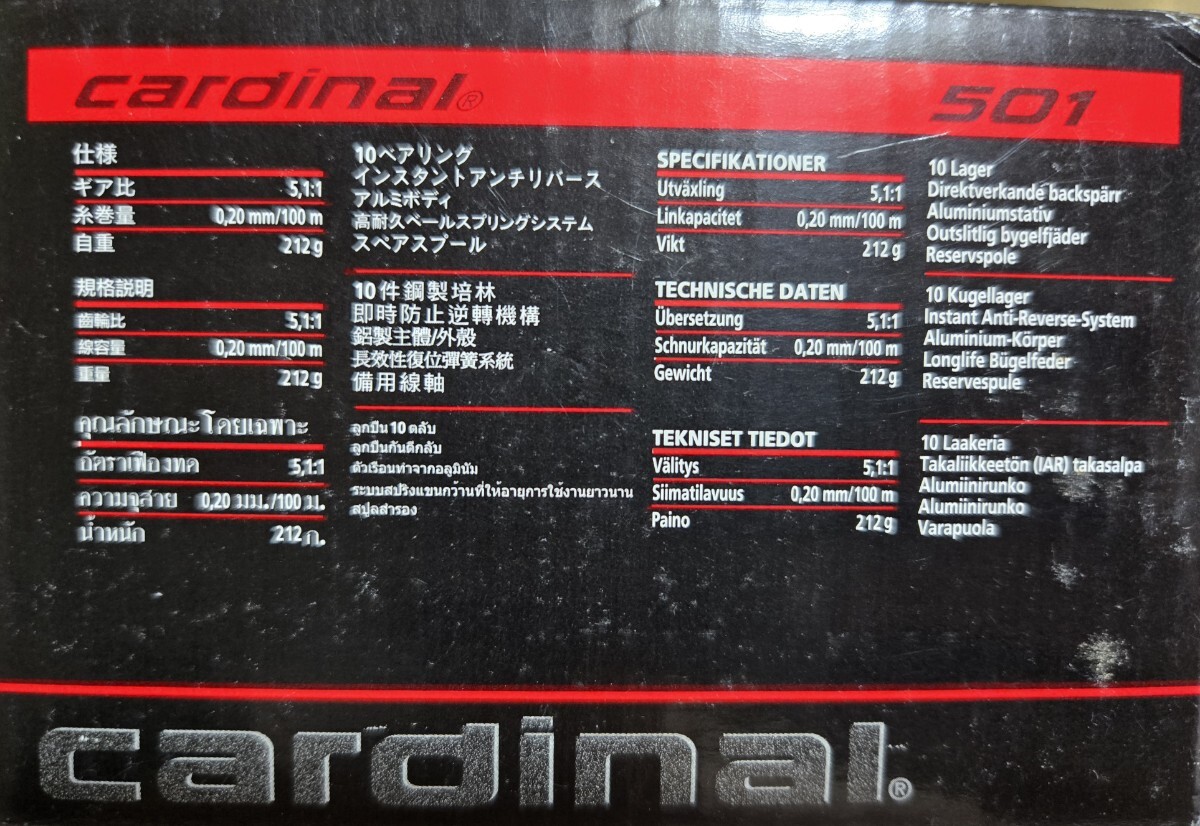 cardinal® 501
仕様
ギア比 5,1:1
糸巻量 0,20 mm/100 m
自重 212 g
規格説明
齒輪比 5,1:1
線容量 0,20 mm/100 m
重量 212 g
คุณลักษณะโดยเฉพาะ
อัตราเฟืองทด 5,1:1
ความจุสาย 0,20 มม./100 ม.
น้ำหนัก 212 ก.
10ベアリング
インスタントアンチリバース
アルミボディ
高耐久ベールスプリングシステム
スペアスプール
10件鋼製培林
即時防止逆轉機構
鋁製主體/外殼
長效性復位彈簧系統
備用線軸
ลูกปืน 10 ตลับ
ลูกปืนกันตีกลับ
ตัวเรือนทำจากอลูมินัม
ระบบสปริงแขนกว้านที่ให้อายุการใช้งานยาวนาน
สปูลสำรอง
SPECIFIKATIONER
Utväxling 5,1:1
Linkapacitet 0,20 mm/100 m
Vikt 212 g
TECHNISCHE DATEN
Übersetzung 5,1:1
Schnurkapazität 0,20 mm/100 m
Gewicht 212 g
TEKNISET TIEDOT
Välitys 5,1:1
Siimatilavuus 0,20 mm/100 m
Paino 212 g
10 Lager
Direktverkande backspärr
Aluminiumstativ
Outslitlig bygelfjäder
Reservspole
10 Kugellager
Instant Anti-Reverse-System
Aluminium-Körper
Longlife Bügelfeder
Reservespule
10 Laakeria
Takaliikkeetön (IAR) takasalpa
Alumiinirunko
Alumiinirunko
Varapuola
cardinal®